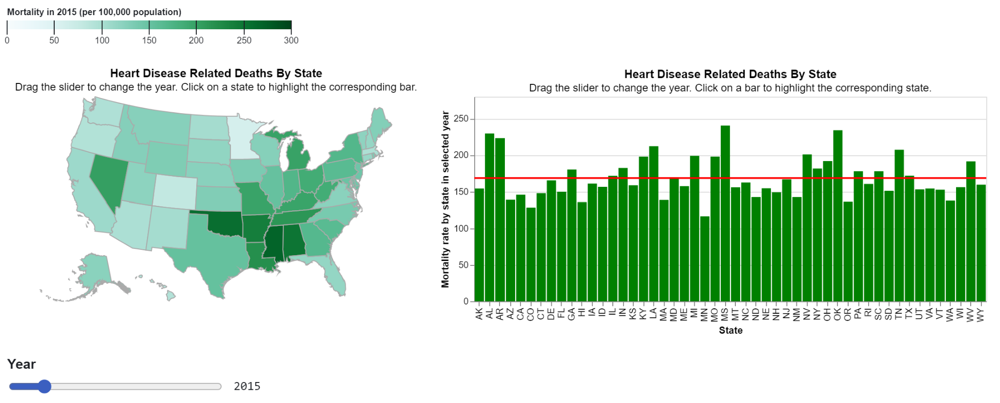 Mortality in 2015 (per 100,000 population)
0 50 100 150 200 250 300
Heart Disease Related Deaths By State
Drag the slider to change the year. Click on a state to highlight the corresponding bar.
Heart Disease Related Deaths By State
Drag the slider to change the year. Click on a bar to highlight the corresponding state.
Mortality rate by state in selected year
250
200
150
100
50
0
AK AL AR AZ CA CO CT DE FL GA HI IA ID IL IN KS KY LA MA MD ME MI MN MO MS MT NC ND NE NH NJ NM NV NY OH OK OR PA RI SC SD TN TX UT VA VT WA WI WV WY
State
Year
2015